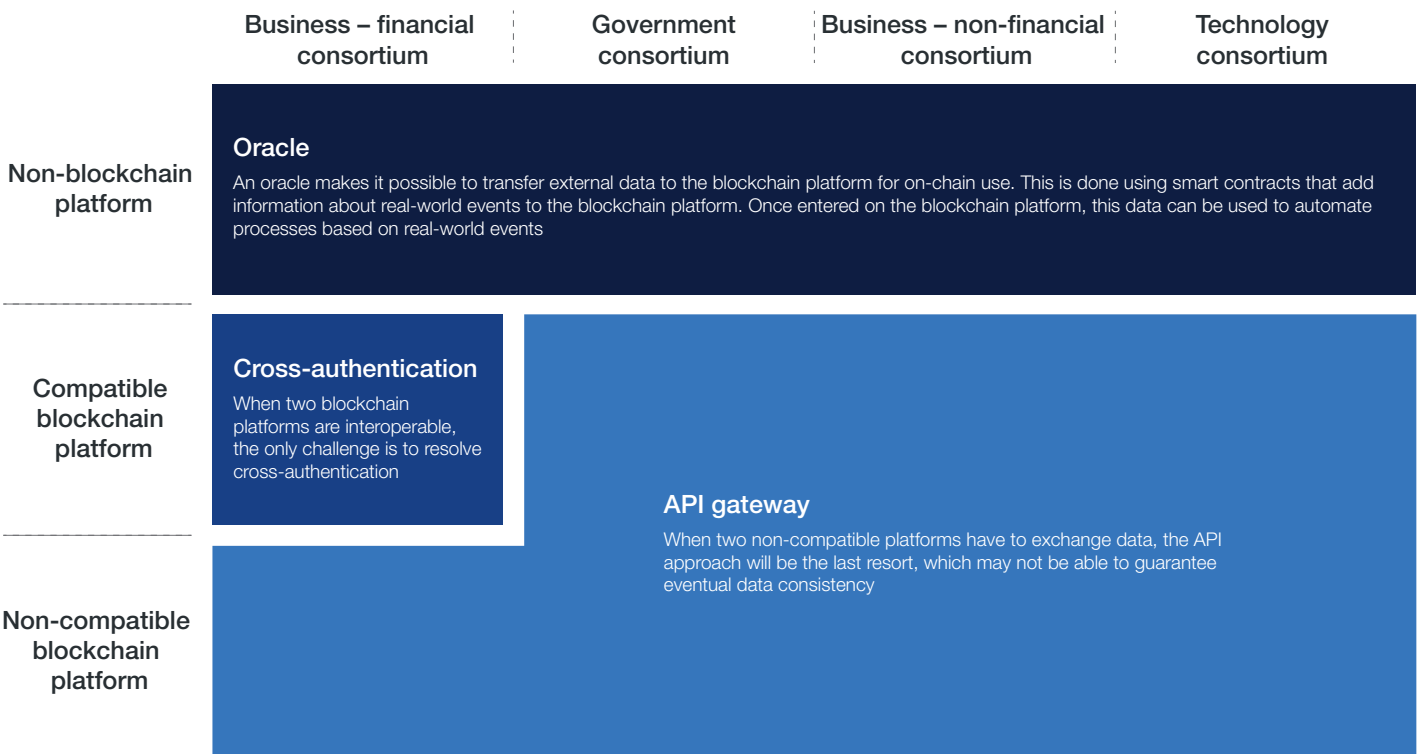 Business – financial
consortium
Government
consortium
Business – non-financial
consortium
Technology
consortium
Non-blockchain
platform
Oracle
An oracle makes it possible to transfer external data to the blockchain platform for on-chain use. This is done using smart contracts that add
information about real-world events to the blockchain platform. Once entered on the blockchain platform, this data can be used to automate
processes based on real-world events
Compatible
blockchain
platform
Cross-authentication
When two blockchain
platforms are interoperable,
the only challenge is to resolve
cross-authentication
API gateway
When two non-compatible platforms have to exchange data, the API
approach will be the last resort, which may not be able to guarantee
eventual data consistency
Non-compatible
blockchain
platform